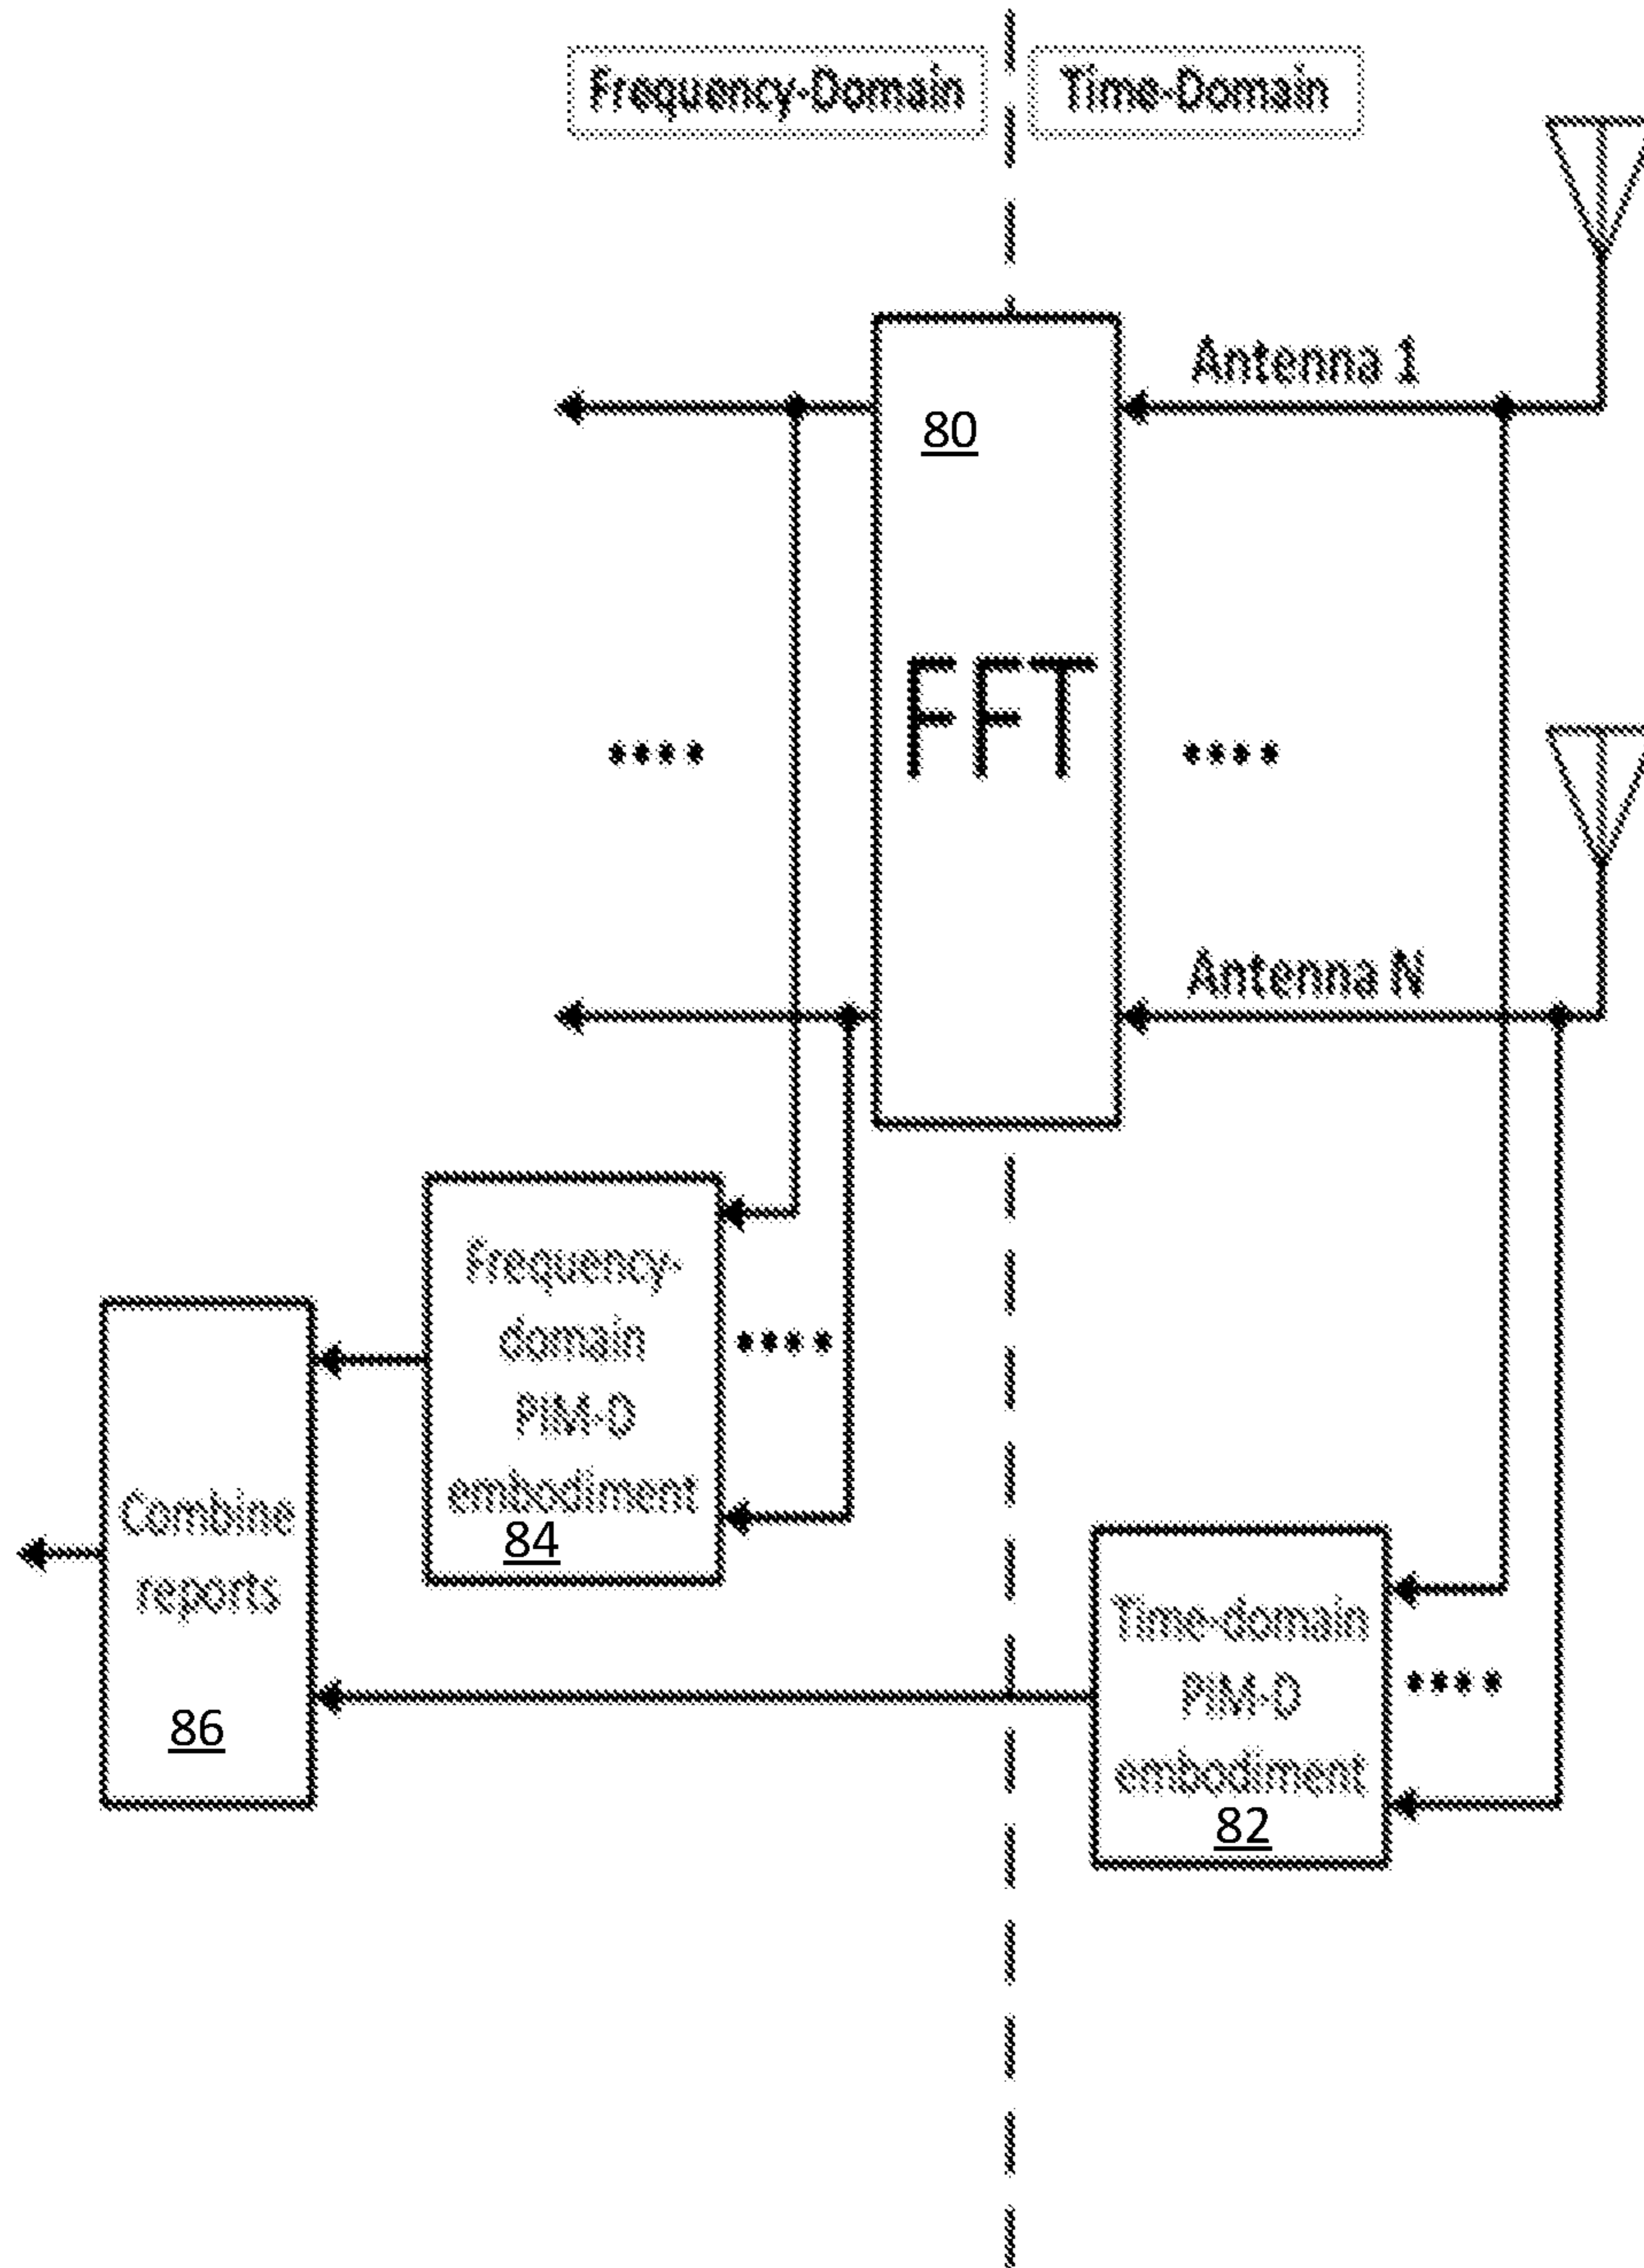 Frequency-Domain
Time-Domain
Antenna 1
80
FFT
Antenna N
Frequency-
domain
PIM-D
embodiment
84
Combine
reports
86
Time-domain
PIM-D
embodiment
82